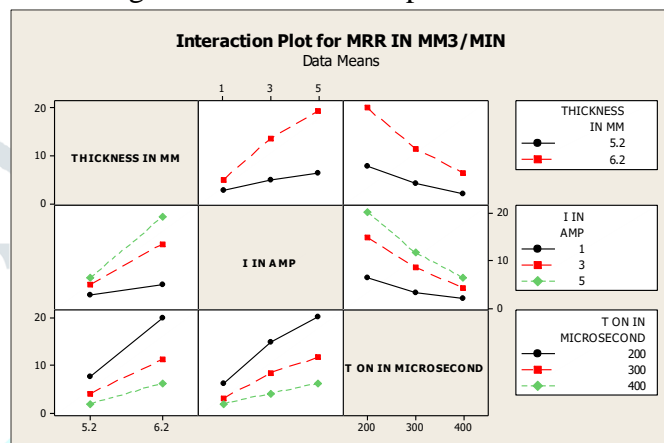 Interaction Plot for MRR IN MM3/MIN
Data Means
1 3 5
20
10
0
THICKNESS IN MM
THICKNESS
IN MM
5.2
6.2
I IN AMP
20
10
0
I IN
AMP
1
3
5
20
10
0
T ON IN MICROSECOND
T ON IN
MICROSECOND
200
300
400
5.2 6.2
200 300 400